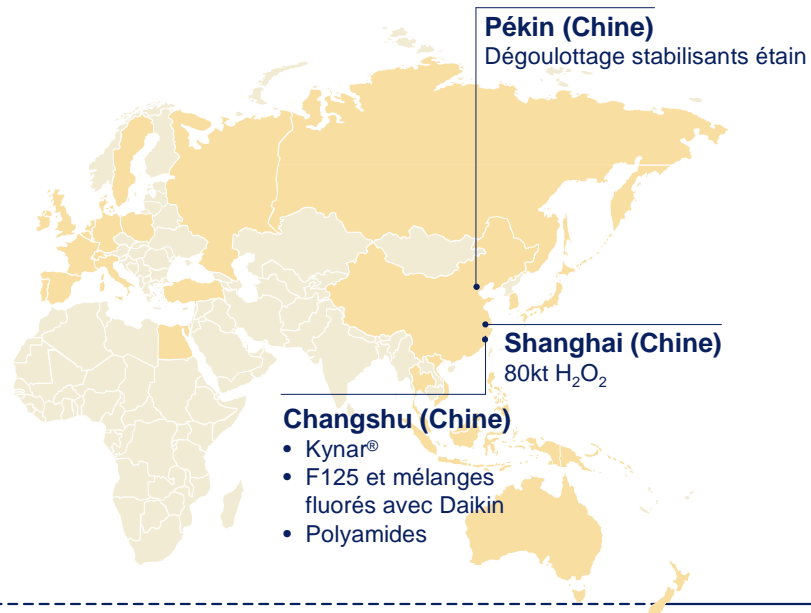 Pékin (Chine)
Dégoulottage stabilisants étain
Shanghai (Chine)
80kt H₂O₂
Changshu (Chine)
• Kynar®
• F125 et mélanges
fluorés avec Daikin
• Polyamides